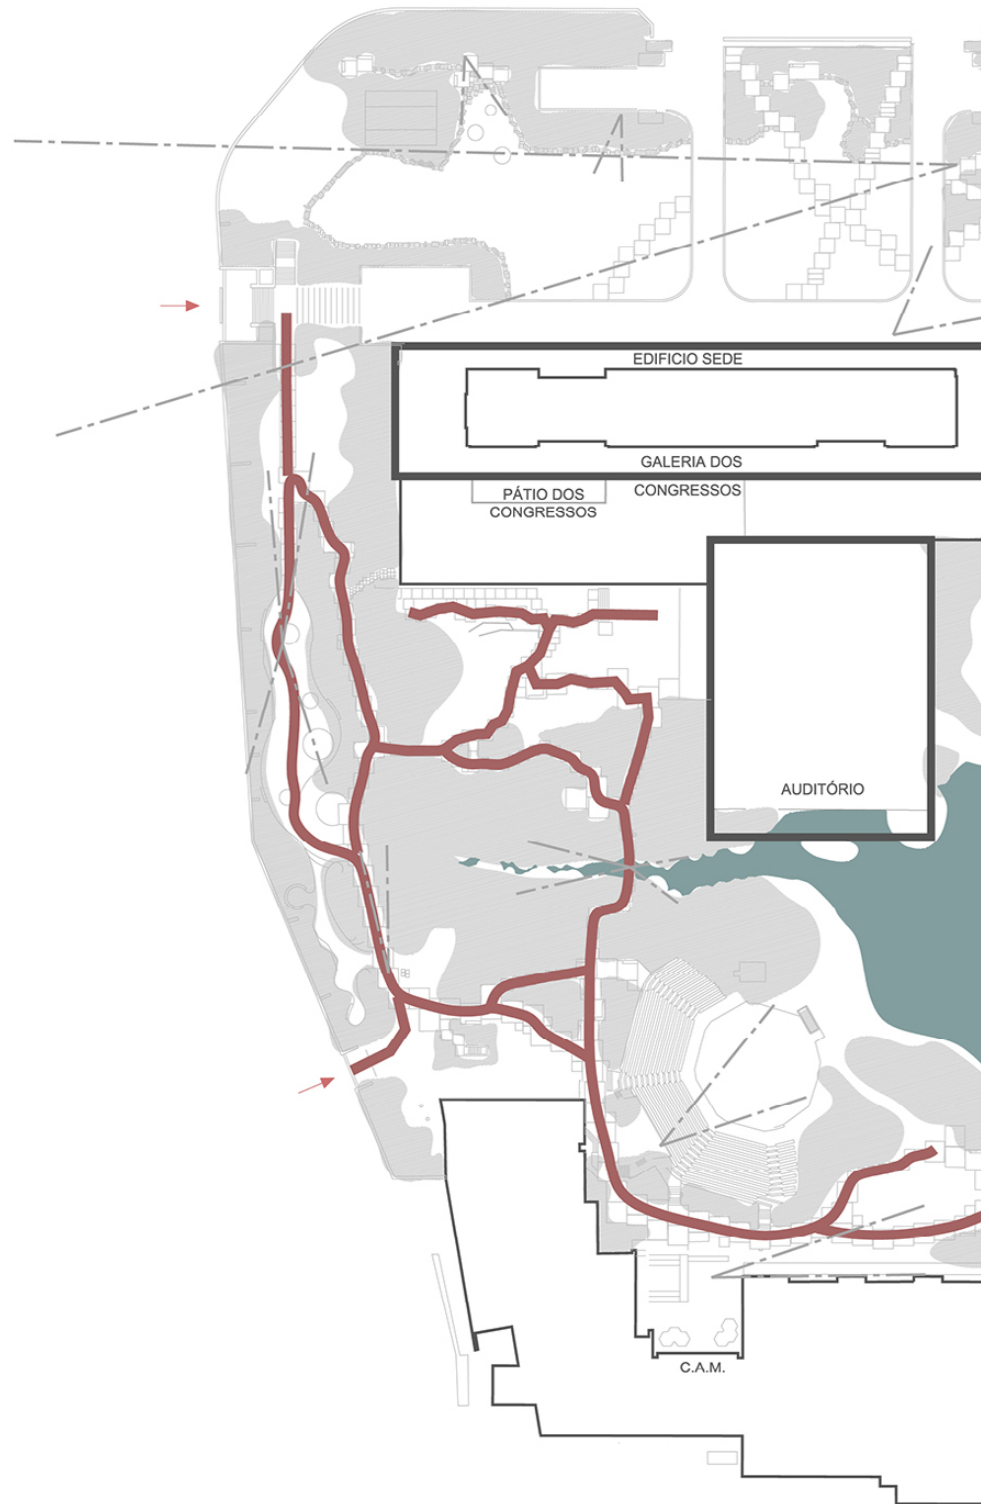 EDIFICIO SEDE
GALERIA DOS
CONGRESSOS
PÁTIO DOS
CONGRESSOS
AUDITÓRIO
C.A.M.